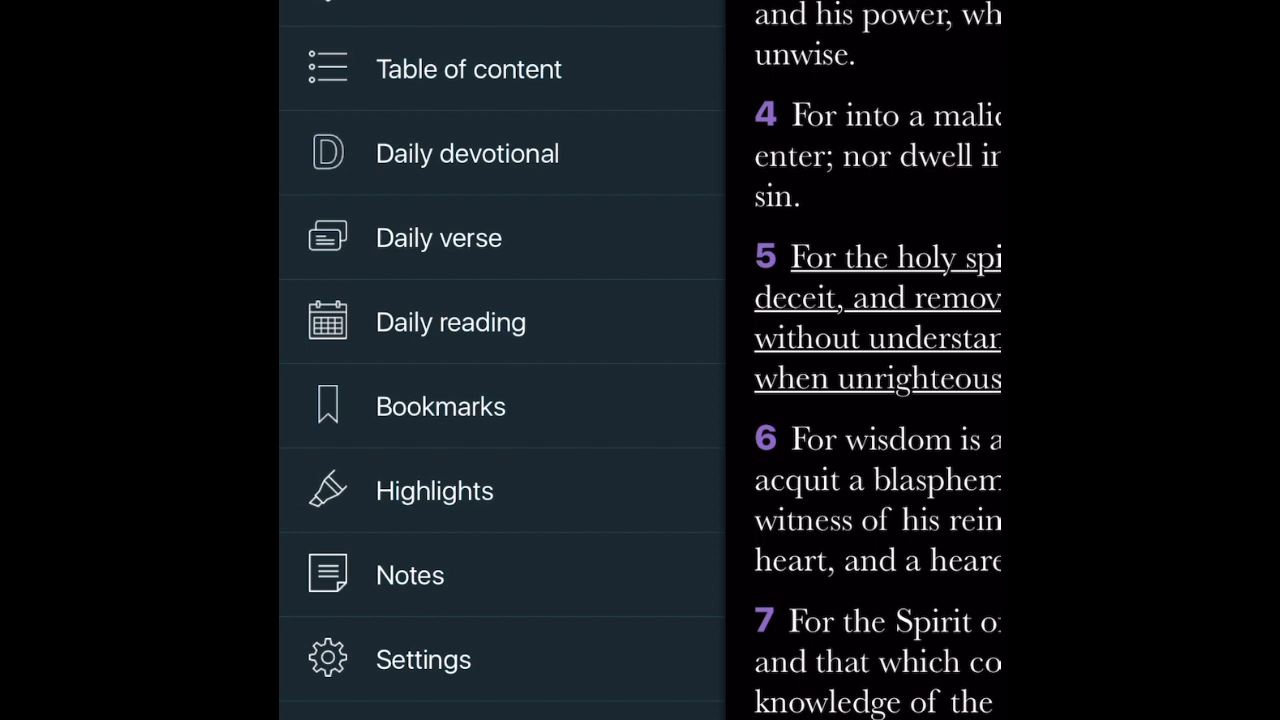 Table of content
Daily devotional
Daily verse
Daily reading
Bookmarks
Highlights
Notes
Settings
and his power, wh
unwise.
4 For into a malic
enter; nor dwell in
sin.
5 For the holy spi
deceit, and remov
without understan
when unrighteous
6 For wisdom is a
acquit a blasphem
witness of his rein
heart, and a heare
7 For the Spirit o
and that which co
knowledge of the